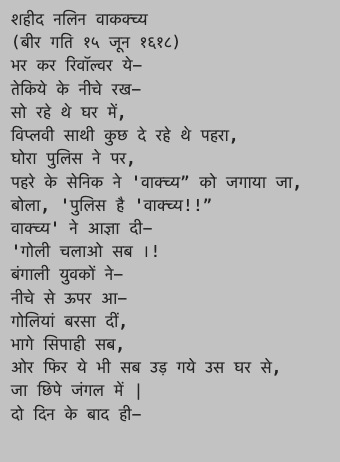 शहीद नलिन वाकक्च्य
(बीर गति १५ जून १६१८)
भर कर रिवॉल्वर ये—
तेकिये के नीचे रख—
सो रहे थे घर में,
विप्लवी साथी कुछ दे रहे थे पहरा,
घोरा पुलिस ने पर,
पहरे के सेनिक ने 'वाक्च्य” को जगाया जा,
बोला, 'पुलिस है 'वाक्च्य!!”
वाक्च्य' ने आज्ञा दी—
'गोली चलाओ सब ।!
बंगाली युवकों ने—
नीचे से ऊपर आ—
गोलियां बरसा दीं,
भागे सिपाही सब,
ओर फिर ये भी सब उड़ गये उस घर से,
जा छिपे जंगल में |
दो दिन के बाद ही—